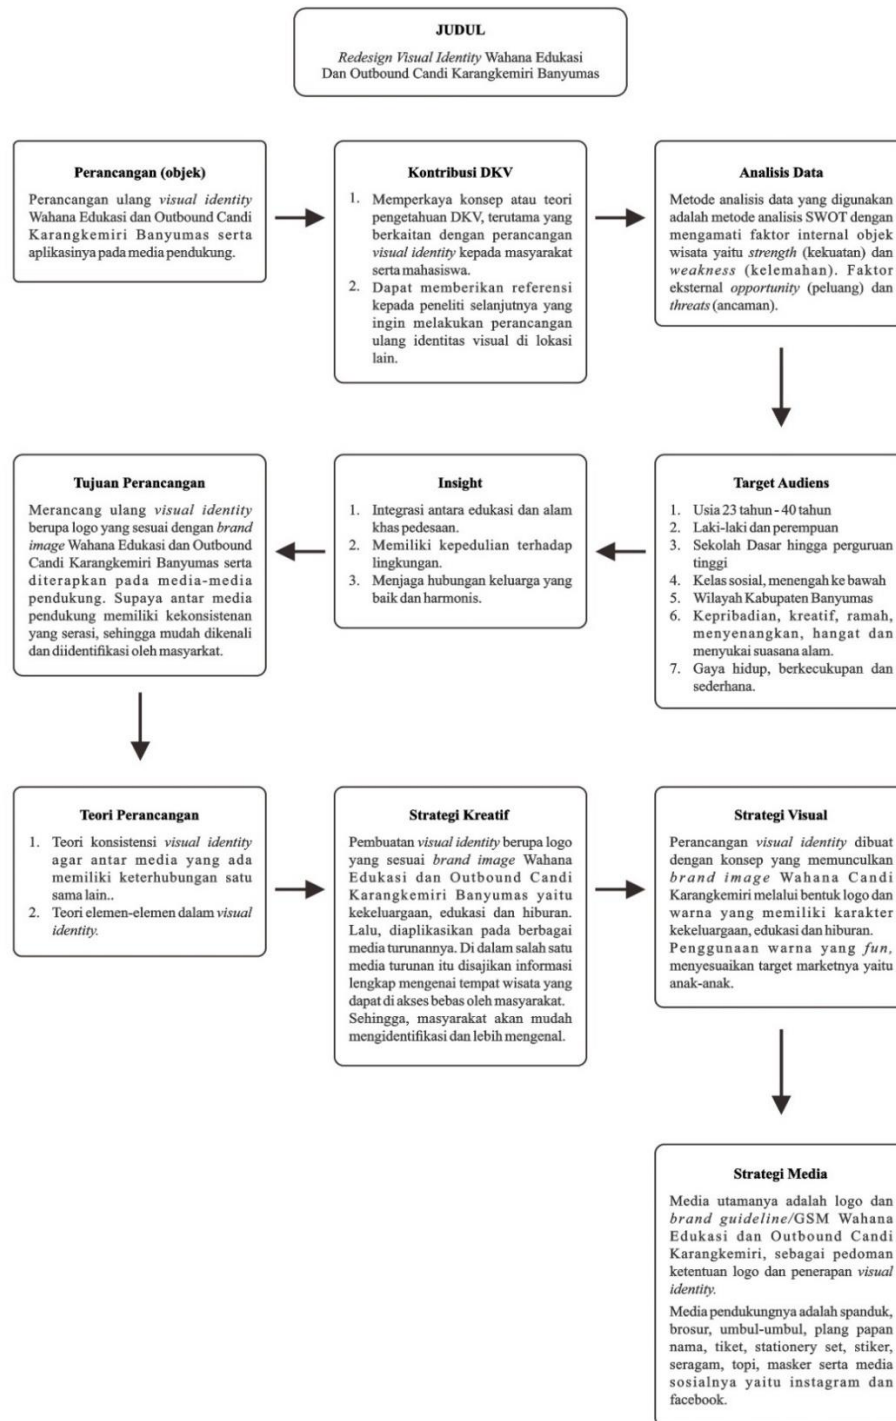 JUDUL
Redesign Visual Identity Wahana Edukasi
Dan Outbound Candi Karangkemiri Banyumas
Perancangan (objek)
Perancangan ulang visual identity
Wahana Edukasi dan Outbound Candi
Karangkemiri Banyumas serta
aplikasinya pada media pendukung.
Kontribusi DKV
1. Memperkaya konsep atau teori
pengetahuan DKV, terutama yang
berkaitan dengan perancangan
visual identity kepada masyarakat
serta mahasiswa.
2. Dapat memberikan referensi
kepada peneliti selanjutnya yang
ingin melakukan perancangan
ulang identitas visual di lokasi
lain.
Analisis Data
Metode analisis data yang digunakan
adalah metode analisis SWOT dengan
mengamati faktor internal objek
wisata yaitu strength (kekuatan) dan
weakness (kelemahan). Faktor
eksternal opportunity (peluang) dan
threats (ancaman).
Target Audiens
1. Usia 23 tahun - 40 tahun
2. Laki-laki dan perempuan
3. Sekolah Dasar hingga perguruan
tinggi
4. Kelas sosial, menengah ke bawah
5. Wilayah Kabupaten Banyumas
6. Kepribadian, kreatif, ramah,
menyenangkan, hangat dan
menyukai suasana alam.
7. Gaya hidup, berkecukupan dan
sederhana.
Insight
1. Integrasi antara edukasi dan alam
khas pedesaan.
2. Memiliki kepedulian terhadap
lingkungan.
3. Menjaga hubungan keluarga yang
baik dan harmonis.
Tujuan Perancangan
Merancang ulang visual identity
berupa logo yang sesuai dengan brand
image Wahana Edukasi dan Outbound
Candi Karangkemiri Banyumas serta
diterapkan pada media-media
pendukung. Supaya antar media
pendukung memiliki kekonsistenan
yang serasi, sehingga mudah dikenali
dan diidentifikasi oleh masyarkat.
Teori Perancangan
1. Teori konsistensi visual identity
agar antar media yang ada
memiliki keterhubungan satu
sama lain..
2. Teori elemen-elemen dalam visual
identity.
Strategi Kreatif
Pembuatan visual identity berupa logo
yang sesuai brand image Wahana
Edukasi dan Outbound Candi
Karangkemiri Banyumas yaitu
kekeluargaan, edukasi dan hiburan.
Lalu, diaplikasikan pada berbagai
media turunannya. Di dalam salah satu
media turunan itu disajikan informasi
lengkap mengenai tempat wisata yang
dapat di akses bebas oleh masyarakat.
Sehingga, masyarakat akan mudah
mengidentifikasi dan lebih mengenal.
Strategi Visual
Perancangan visual identity dibuat
dengan konsep yang memunculkan
brand image Wahana Candi
Karangkemiri melalui bentuk logo dan
warna yang memiliki karakter
kekeluargaan, edukasi dan hiburan.
Penggunaan warna yang fun,
menyesuaikan target marketnya yaitu
anak-anak.
Strategi Media
Media utamanya adalah logo dan
brand guideline/GSM Wahana
Edukasi dan Outbound Candi
Karangkemiri, sebagai pedoman
ketentuan logo dan penerapan visual
identity.
Media pendukungnya adalah spanduk,
brosur, umbul-umbul, plang papan
nama, tiket, stationery set, stiker,
seragam, topi, masker serta media
sosialnya yaitu instagram dan
facebook.